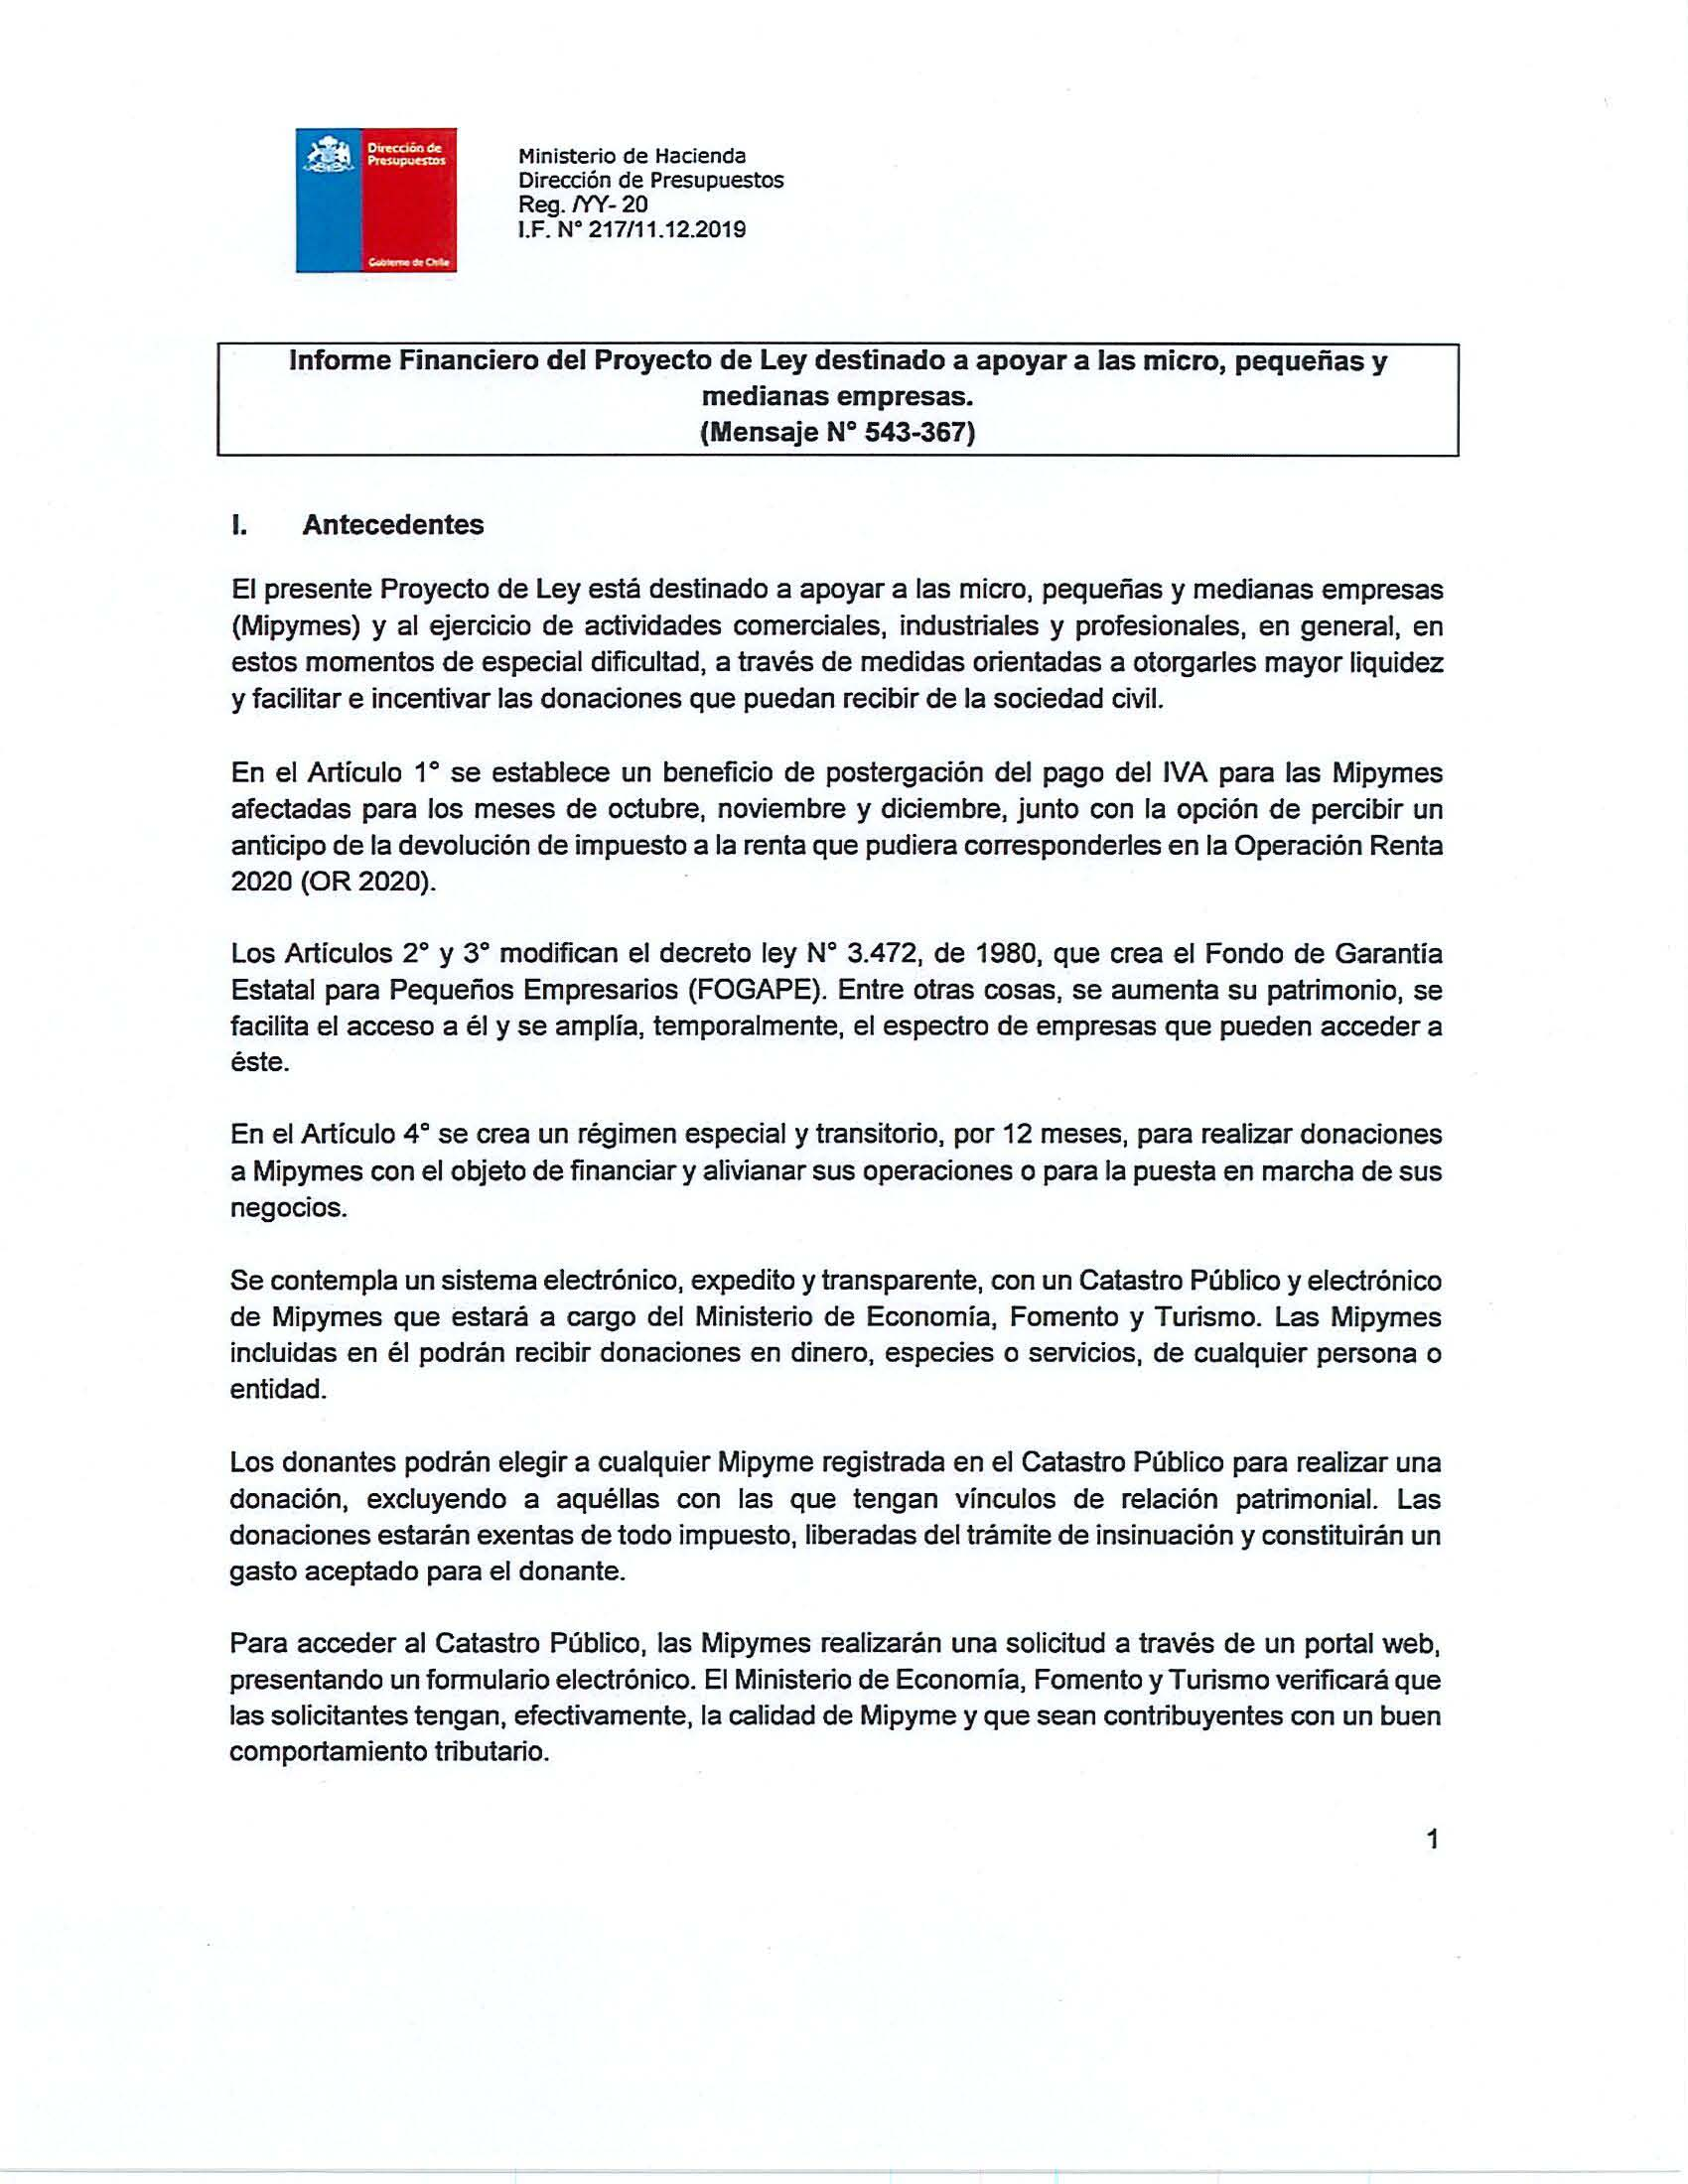 Dirección de
Presupuestos
Gobierno de Chile
Ministerio de Hacienda
Dirección de Presupuestos
Reg. /YY- 20
I.F. N° 217/11.12.2019
Informe Financiero del Proyecto de Ley destinado a apoyar a las micro, pequeñas y
medianas empresas.
(Mensaje N° 543-367)
I. Antecedentes
El presente Proyecto de Ley está destinado a apoyar a las micro, pequeñas y medianas empresas
(Mipymes) y al ejercicio de actividades comerciales, industriales y profesionales, en general, en
estos momentos de especial dificultad, a través de medidas orientadas a otorgarles mayor liquidez
y facilitar e incentivar las donaciones que puedan recibir de la sociedad civil.
En el Artículo 1° se establece un beneficio de postergación del pago del IVA para las Mipymes
afectadas para los meses de octubre, noviembre y diciembre, junto con la opción de percibir un
anticipo de la devolución de impuesto a la renta que pudiera corresponderles en la Operación Renta
2020 (OR 2020).
Los Artículos 2° y 3° modifican el decreto ley N° 3.472, de 1980, que crea el Fondo de Garantía
Estatal para Pequeños Empresarios (FOGAPE). Entre otras cosas, se aumenta su patrimonio, se
facilita el acceso a él y se amplía, temporalmente, el espectro de empresas que pueden acceder a
éste.
En el Artículo 4° se crea un régimen especial y transitorio, por 12 meses, para realizar donaciones
a Mipymes con el objeto de financiar y alivianar sus operaciones o para la puesta en marcha de sus
negocios.
Se contempla un sistema electrónico, expedito y transparente, con un Catastro Público y electrónico
de Mipymes que estará a cargo del Ministerio de Economía, Fomento y Turismo. Las Mipymes
incluidas en él podrán recibir donaciones en dinero, especies o servicios, de cualquier persona o
entidad.
Los donantes podrán elegir a cualquier Mipyme registrada en el Catastro Público para realizar una
donación, excluyendo a aquéllas con las que tengan vínculos de relación patrimonial. Las
donaciones estarán exentas de todo impuesto, liberadas del trámite de insinuación y constituirán un
gasto aceptado para el donante.
Para acceder al Catastro Público, las Mipymes realizarán una solicitud a través de un portal web,
presentando un formulario electrónico. El Ministerio de Economía, Fomento y Turismo verificará que
las solicitantes tengan, efectivamente, la calidad de Mipyme y que sean contribuyentes con un buen
comportamiento tributario.
1